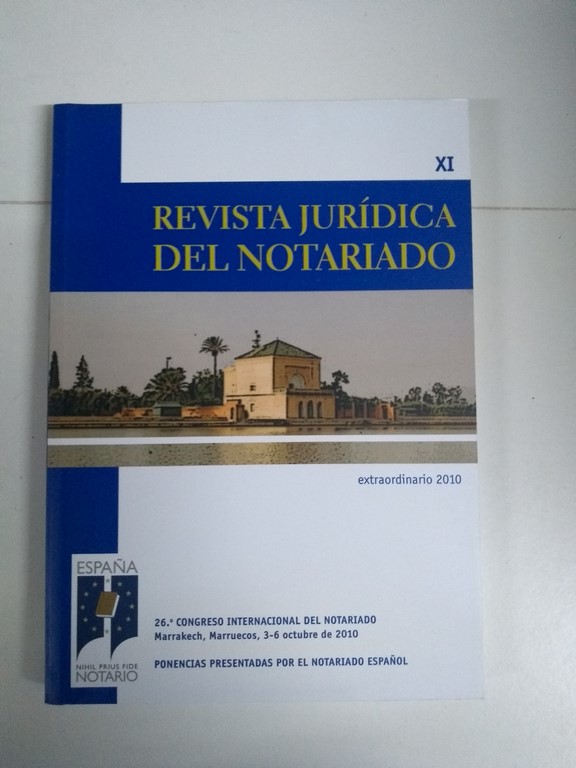 XI
REVISTA JURÍDICA
DEL NOTARIADO
extraordinario 2010
ESPAÑA
NIHIL PRIUS FIDE
NOTARIO
26.º CONGRESO INTERNACIONAL DEL NOTARIADO
Marrakech, Marruecos, 3-6 octubre de 2010
PONENCIAS PRESENTADAS POR EL NOTARIADO ESPAÑOL